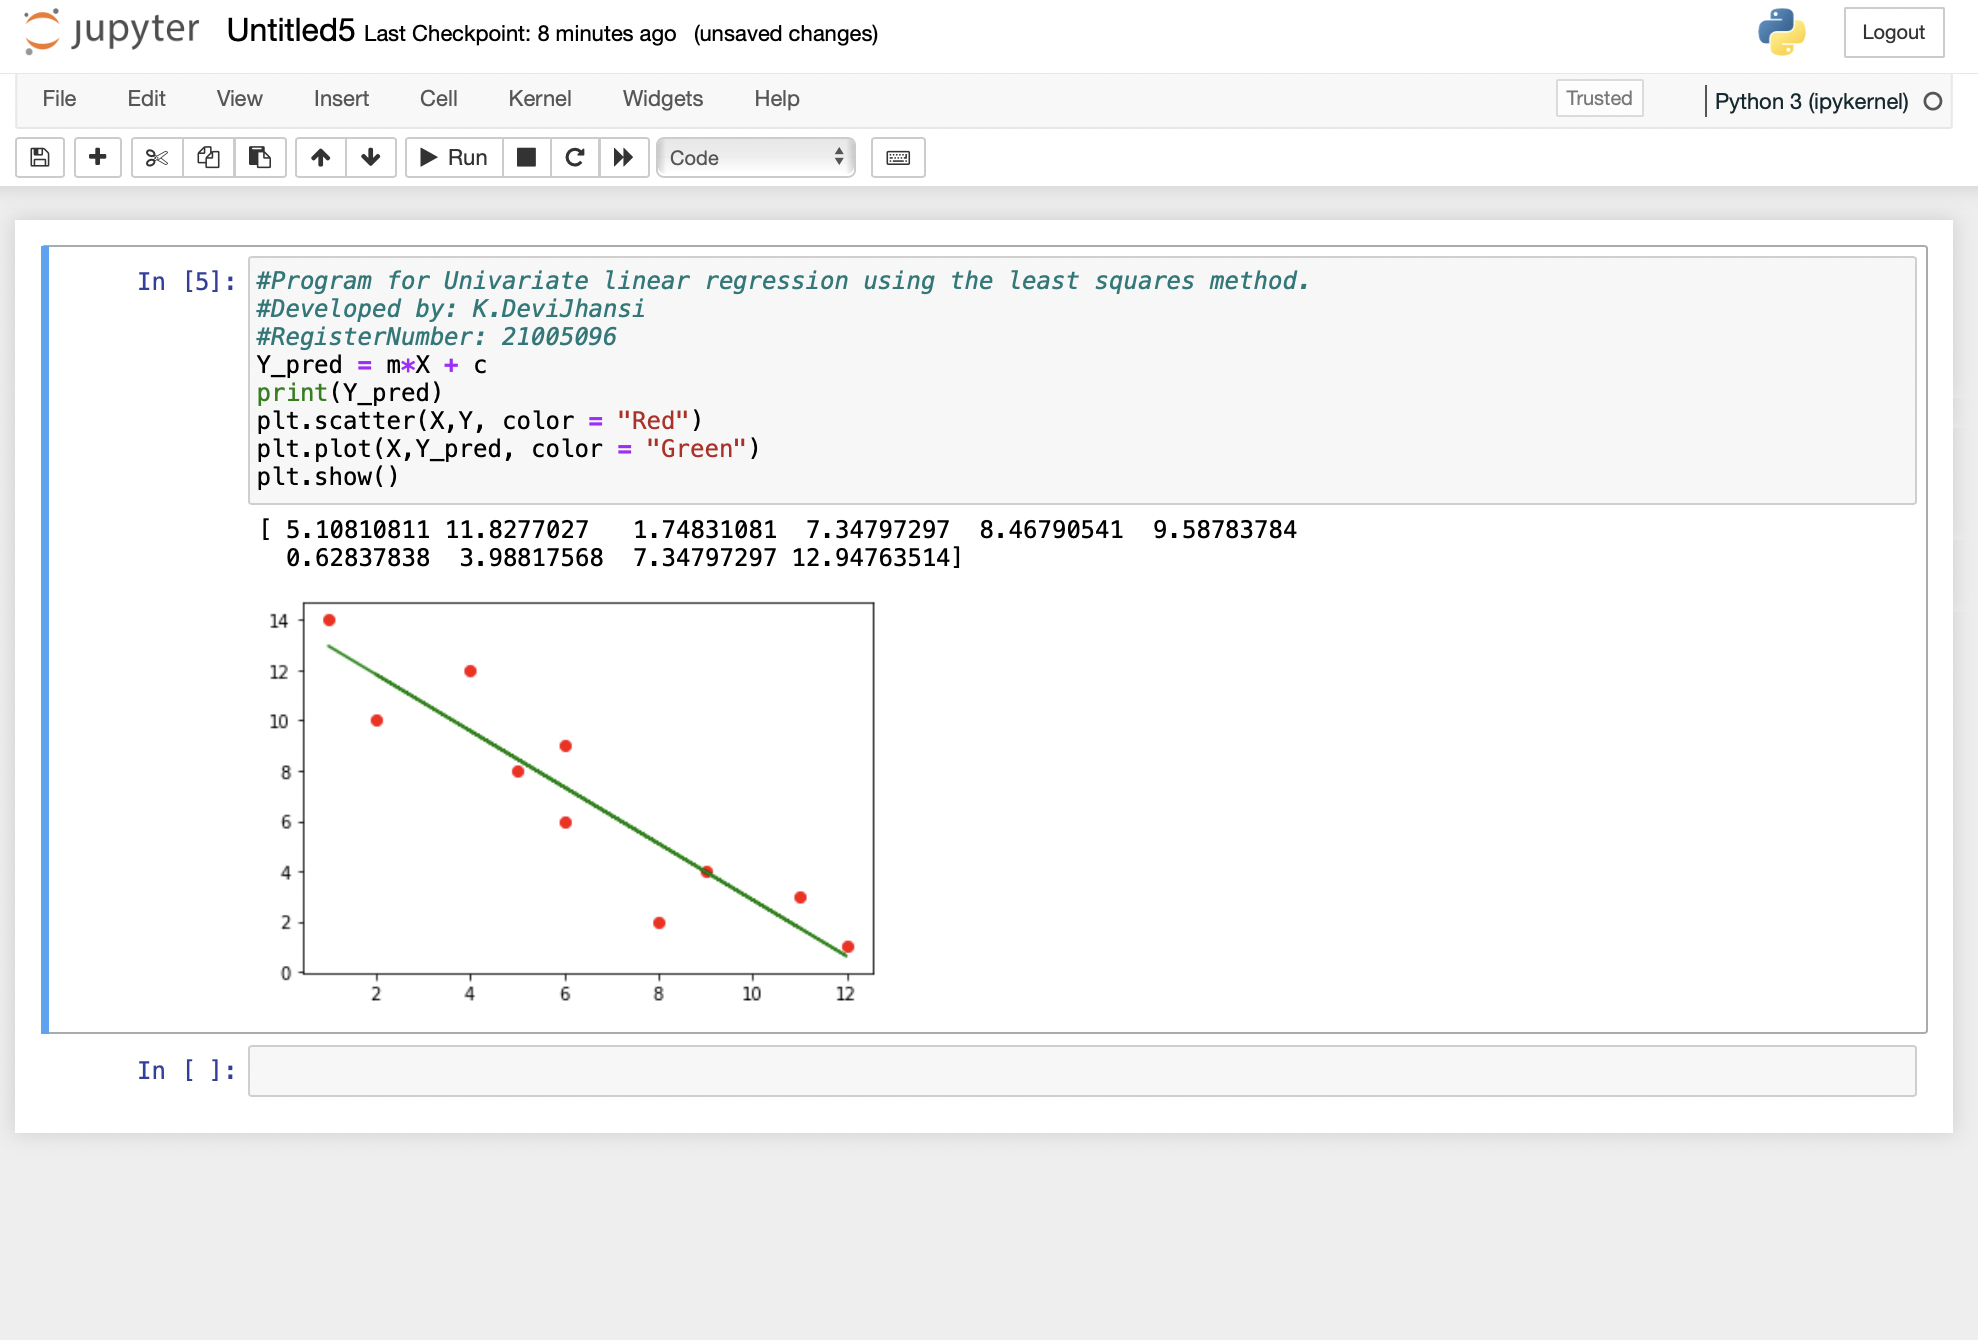 jupyter Untitled5 Last Checkpoint: 8 minutes ago (unsaved changes) Logout
File Edit View Insert Cell Kernel Widgets Help Trusted Python 3 (ipykernel)
Run Code
In [5]: #Program for Univariate linear regression using the least squares method.
#Developed by: K.DeviJhansi
#RegisterNumber: 21005096
Y_pred = m*X + c
print(Y_pred)
plt.scatter(X,Y, color = "Red")
plt.plot(X,Y_pred, color = "Green")
plt.show()
[ 5.10810811 11.8277027   1.74831081  7.34797297  8.46790541  9.58783784
  0.62837838  3.98817568  7.34797297 12.94763514]
14
12
10
8
6
4
2
0
2 4 6 8 10 12
In [ ]: